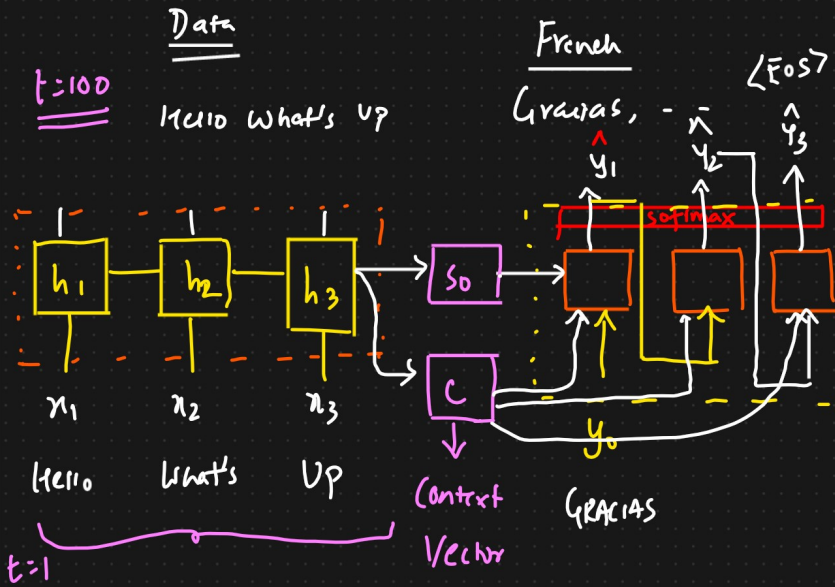 Data
French
t=100
<EOS>
Hello What's Up
Gracias, -
ŷ1
ŷ2
ŷ3
softmax
h1
h2
h3
S0
C
x1
x2
x3
y0
Hello
What's
Up
Context
Vector
GRACIAS
t=1